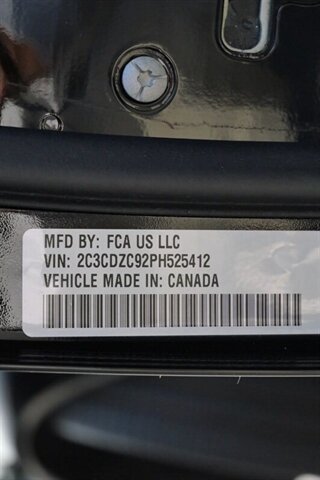 MFD BY: FCA US LLC
VIN: 2C3CDZC92PH525412
VEHICLE MADE IN: CANADA